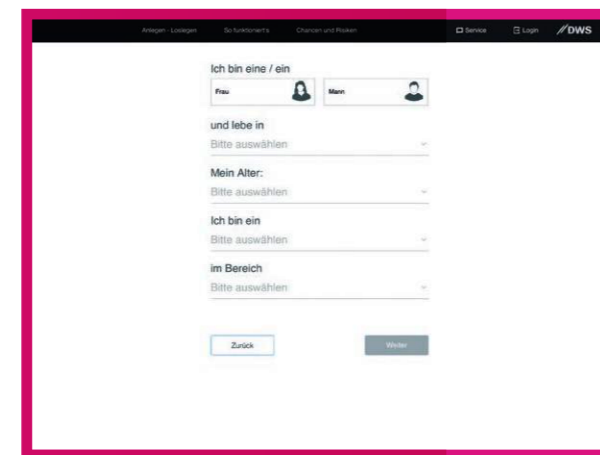 Anlegen - Loslegen So funktioniert's Chancen und Risiken Service Login //DWS
Ich bin eine / ein
Frau Mann
und lebe in
Bitte auswählen
Mein Alter:
Bitte auswählen
Ich bin ein
Bitte auswählen
im Bereich
Bitte auswählen
Zurück Weiter